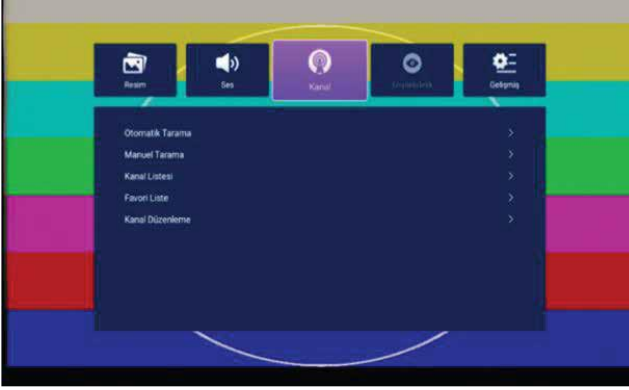 Resim
Ses
Kanal
Gelişmiş
Otomatik Tarama
Manuel Tarama
Kanal Listesi
Favori Liste
Kanal Düzenleme